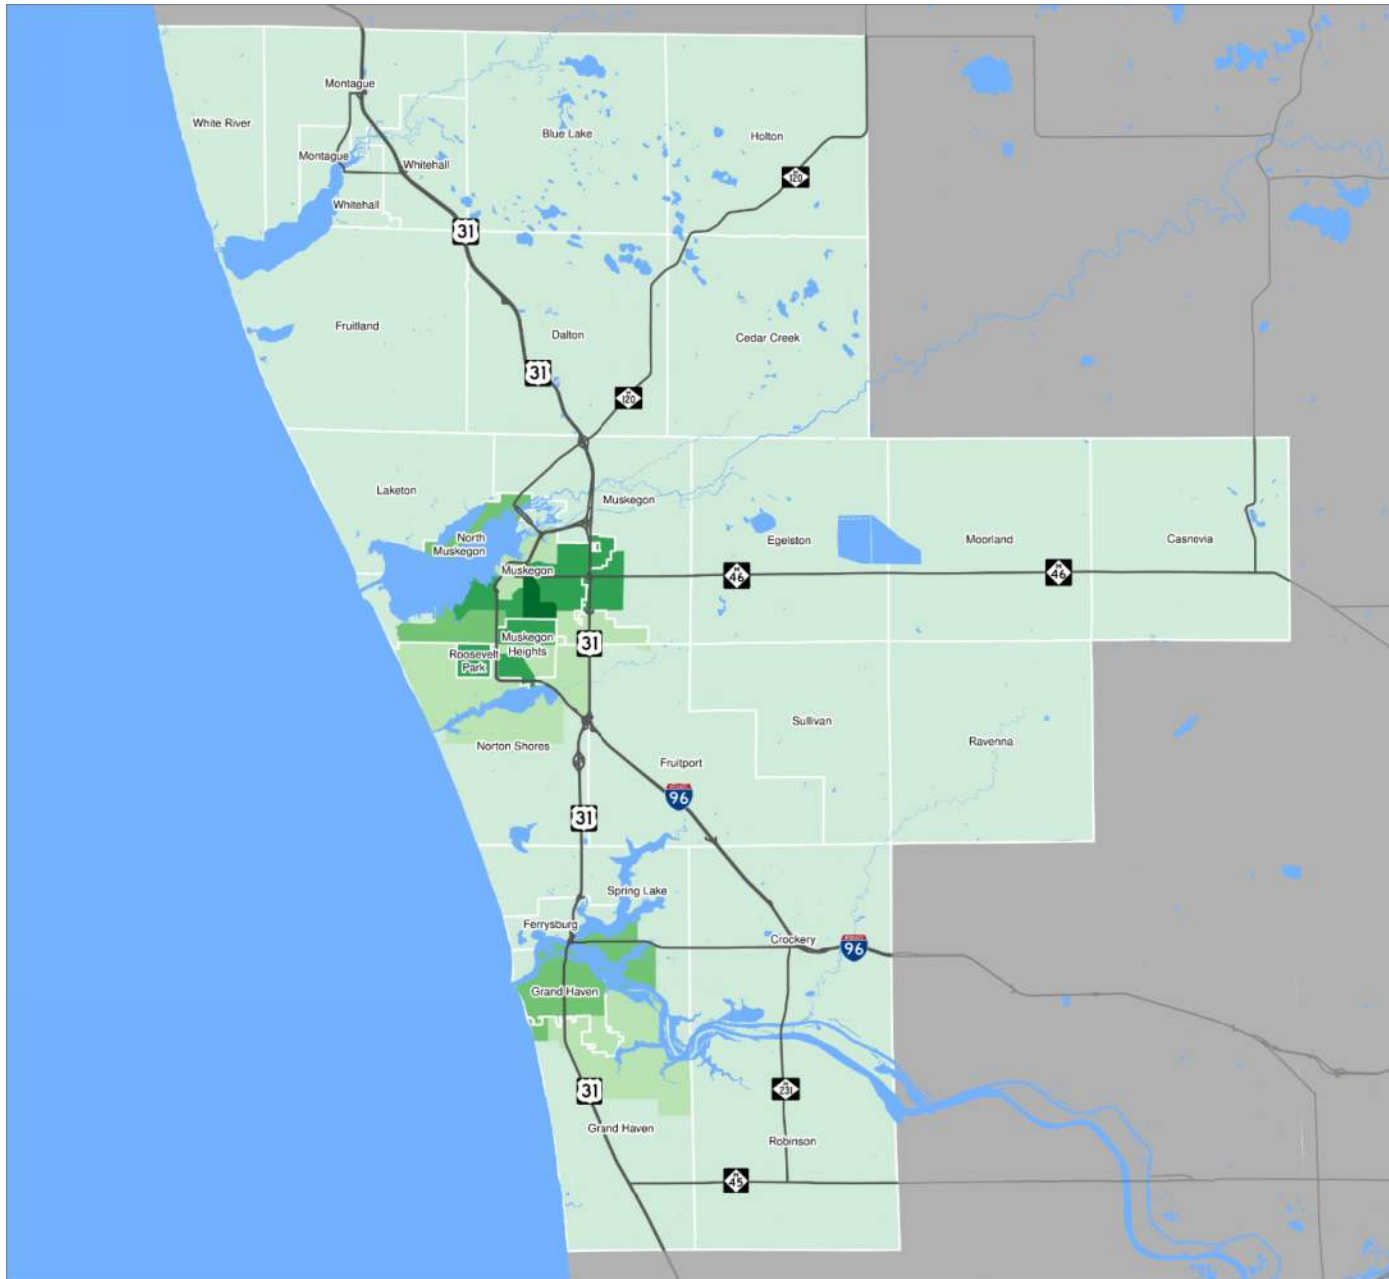 Montague
White River
Blue Lake
Holton
Montague
Whitehall
M
120
Whitehall
31
Fruitland
Dalton
Cedar Creek
31
M
120
Laketon
Muskegon
North
Muskegon
Egelston
Moorland
Casnevia
Muskegon
M
46
M
46
Muskegon
Heights
31
Roosevelt
Park
Sullivan
Norton Shores
Ravenna
Fruitport
96
31
Spring Lake
Ferrysburg
Crockery
96
Grand Haven
31
M
231
Grand Haven
Robinson
M
45